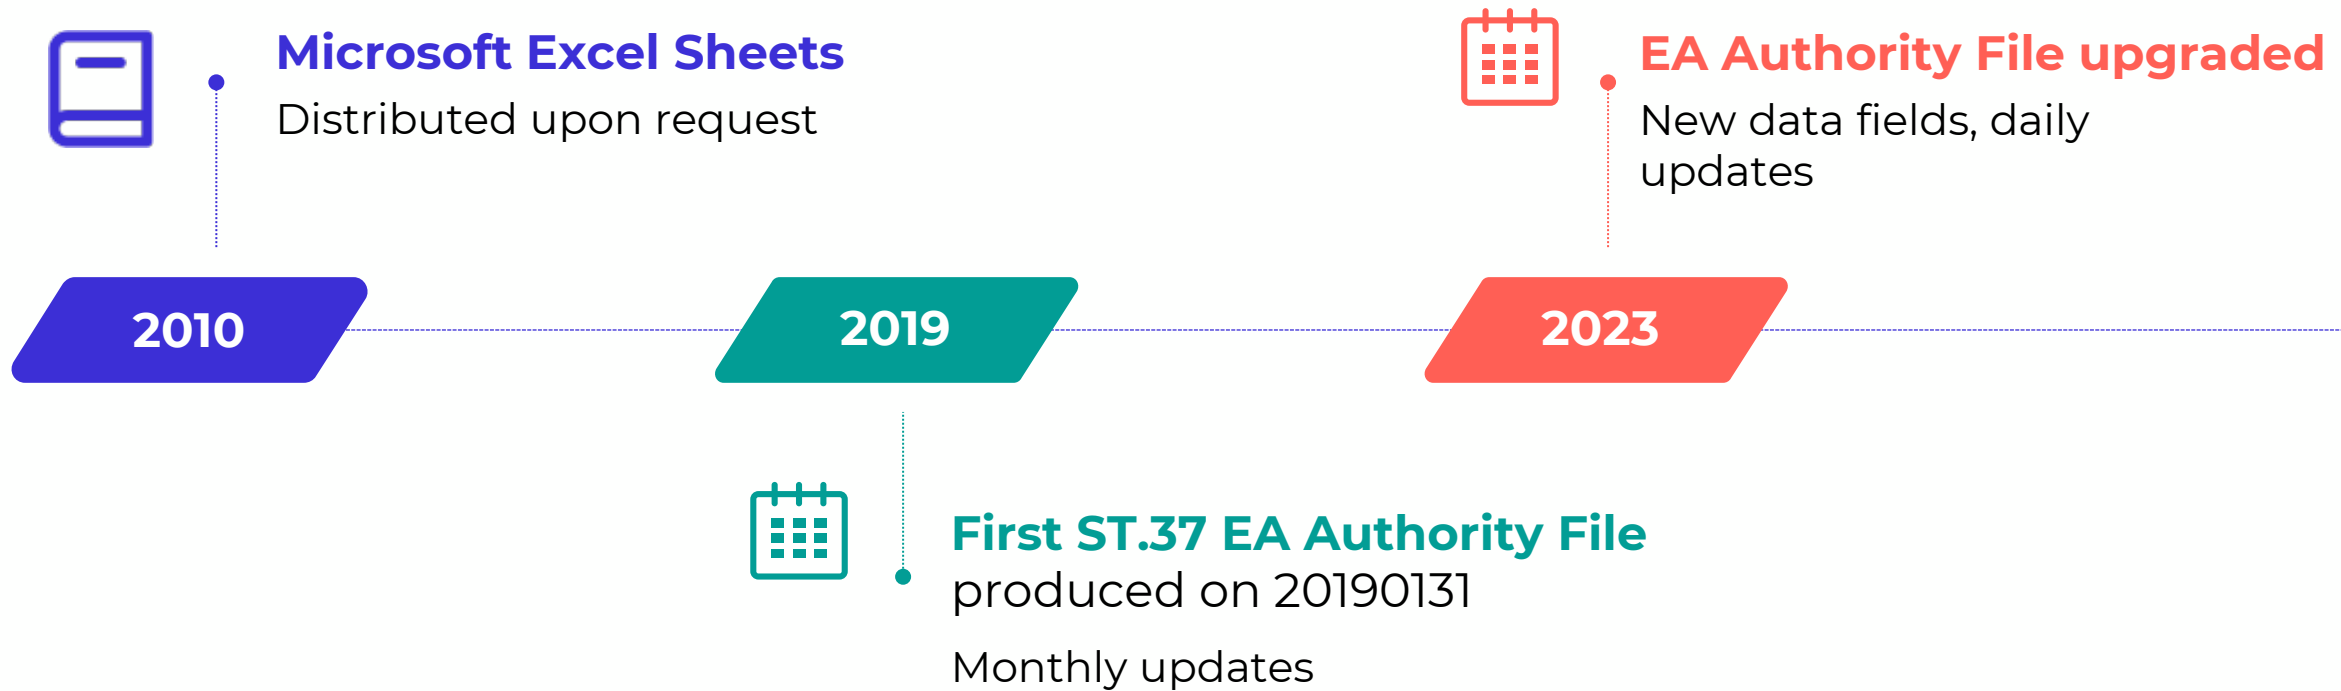 Microsoft Excel Sheets
Distributed upon request
EA Authority File upgraded
New data fields, daily
updates
2010
2019
2023
First ST.37 EA Authority File
produced on 20190131
Monthly updates